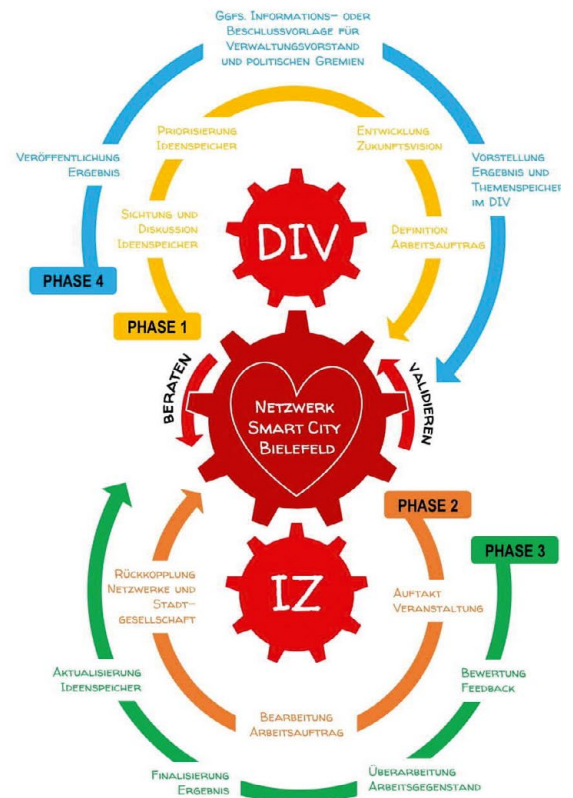 GGFS. INFORMATIONS- ODER
BESCHLUSSVORLAGE FÜR
VERWALTUNGSVORSTAND
UND POLITISCHEN GREMIEN
PRIORISIERUNG
IDEENSPEICHER
ENTWICKLUNG
ZUKUNFTSVISION
VERÖFFENTLICHUNG
ERGEBNIS
VORSTELLUNG
ERGEBNIS UND
THEMENSPEICHER
IM DIV
SICHTUNG UND
DISKUSSION
IDEENSPEICHER
DIV
DEFINITION
ARBEITSAUFTRAG
PHASE 4
PHASE 1
BERATEN
VALIDIEREN
NETZWERK
SMART CITY
BIELEFELD
PHASE 2
PHASE 3
RÜCKKOPPLUNG
NETZWERKE UND
STADT-
GESELLSCHAFT
IZ
AUFTAKT
VERANSTALTUNG
AKTUALISIERUNG
IDEENSPEICHER
BEWERTUNG
FEEDBACK
BEARBEITUNG
ARBEITSAUFTRAG
FINALISIERUNG
ERGEBNIS
ÜBERARBEITUNG
ARBEITSGEGENSTAND